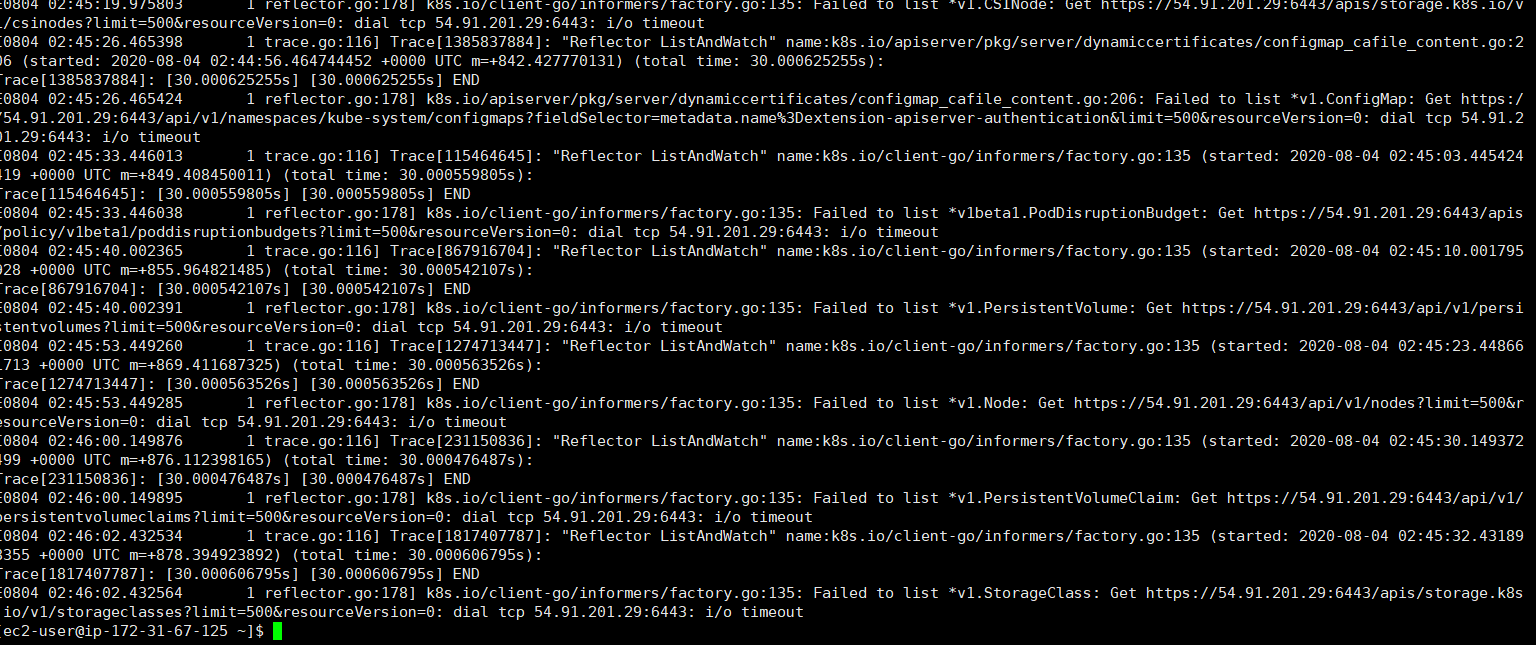 E0804 02:45:19.975803       1 reflector.go:178] k8s.io/client-go/informers/factory.go:135: Failed to list *v1.CSINode: Get https://54.91.201.29:6443/apis/storage.k8s.io/v
1/csinodes?limit=500&resourceVersion=0: dial tcp 54.91.201.29:6443: i/o timeout
I0804 02:45:26.465398       1 trace.go:116] Trace[1385837884]: "Reflector ListAndWatch" name:k8s.io/apiserver/pkg/server/dynamiccertificates/configmap_cafile_content.go:2
06 (started: 2020-08-04 02:44:56.464744452 +0000 UTC m=+842.427770131) (total time: 30.000625255s):
Trace[1385837884]: [30.000625255s] [30.000625255s] END
E0804 02:45:26.465424       1 reflector.go:178] k8s.io/apiserver/pkg/server/dynamiccertificates/configmap_cafile_content.go:206: Failed to list *v1.ConfigMap: Get https:/
/54.91.201.29:6443/api/v1/namespaces/kube-system/configmaps?fieldSelector=metadata.name%3Dextension-apiserver-authentication&limit=500&resourceVersion=0: dial tcp 54.91.2
01.29:6443: i/o timeout
I0804 02:45:33.446013       1 trace.go:116] Trace[115464645]: "Reflector ListAndWatch" name:k8s.io/client-go/informers/factory.go:135 (started: 2020-08-04 02:45:03.445424
419 +0000 UTC m=+849.408450011) (total time: 30.000559805s):
Trace[115464645]: [30.000559805s] [30.000559805s] END
E0804 02:45:33.446038       1 reflector.go:178] k8s.io/client-go/informers/factory.go:135: Failed to list *v1beta1.PodDisruptionBudget: Get https://54.91.201.29:6443/apis
/policy/v1beta1/poddisruptionbudgets?limit=500&resourceVersion=0: dial tcp 54.91.201.29:6443: i/o timeout
I0804 02:45:40.002365       1 trace.go:116] Trace[867916704]: "Reflector ListAndWatch" name:k8s.io/client-go/informers/factory.go:135 (started: 2020-08-04 02:45:10.001795
928 +0000 UTC m=+855.964821485) (total time: 30.000542107s):
Trace[867916704]: [30.000542107s] [30.000542107s] END
E0804 02:45:40.002391       1 reflector.go:178] k8s.io/client-go/informers/factory.go:135: Failed to list *v1.PersistentVolume: Get https://54.91.201.29:6443/api/v1/persi
stentvolumes?limit=500&resourceVersion=0: dial tcp 54.91.201.29:6443: i/o timeout
I0804 02:45:53.449260       1 trace.go:116] Trace[1274713447]: "Reflector ListAndWatch" name:k8s.io/client-go/informers/factory.go:135 (started: 2020-08-04 02:45:23.44866
1713 +0000 UTC m=+869.411687325) (total time: 30.000563526s):
Trace[1274713447]: [30.000563526s] [30.000563526s] END
E0804 02:45:53.449285       1 reflector.go:178] k8s.io/client-go/informers/factory.go:135: Failed to list *v1.Node: Get https://54.91.201.29:6443/api/v1/nodes?limit=500&r
esourceVersion=0: dial tcp 54.91.201.29:6443: i/o timeout
I0804 02:46:00.149876       1 trace.go:116] Trace[231150836]: "Reflector ListAndWatch" name:k8s.io/client-go/informers/factory.go:135 (started: 2020-08-04 02:45:30.149372
499 +0000 UTC m=+876.112398165) (total time: 30.000476487s):
Trace[231150836]: [30.000476487s] [30.000476487s] END
E0804 02:46:00.149895       1 reflector.go:178] k8s.io/client-go/informers/factory.go:135: Failed to list *v1.PersistentVolumeClaim: Get https://54.91.201.29:6443/api/v1/
persistentvolumeclaims?limit=500&resourceVersion=0: dial tcp 54.91.201.29:6443: i/o timeout
I0804 02:46:02.432534       1 trace.go:116] Trace[1817407787]: "Reflector ListAndWatch" name:k8s.io/client-go/informers/factory.go:135 (started: 2020-08-04 02:45:32.43189
3355 +0000 UTC m=+878.394923892) (total time: 30.000606795s):
Trace[1817407787]: [30.000606795s] [30.000606795s] END
E0804 02:46:02.432564       1 reflector.go:178] k8s.io/client-go/informers/factory.go:135: Failed to list *v1.StorageClass: Get https://54.91.201.29:6443/apis/storage.k8s
.io/v1/storageclasses?limit=500&resourceVersion=0: dial tcp 54.91.201.29:6443: i/o timeout
[ec2-user@ip-172-31-67-125 ~]$